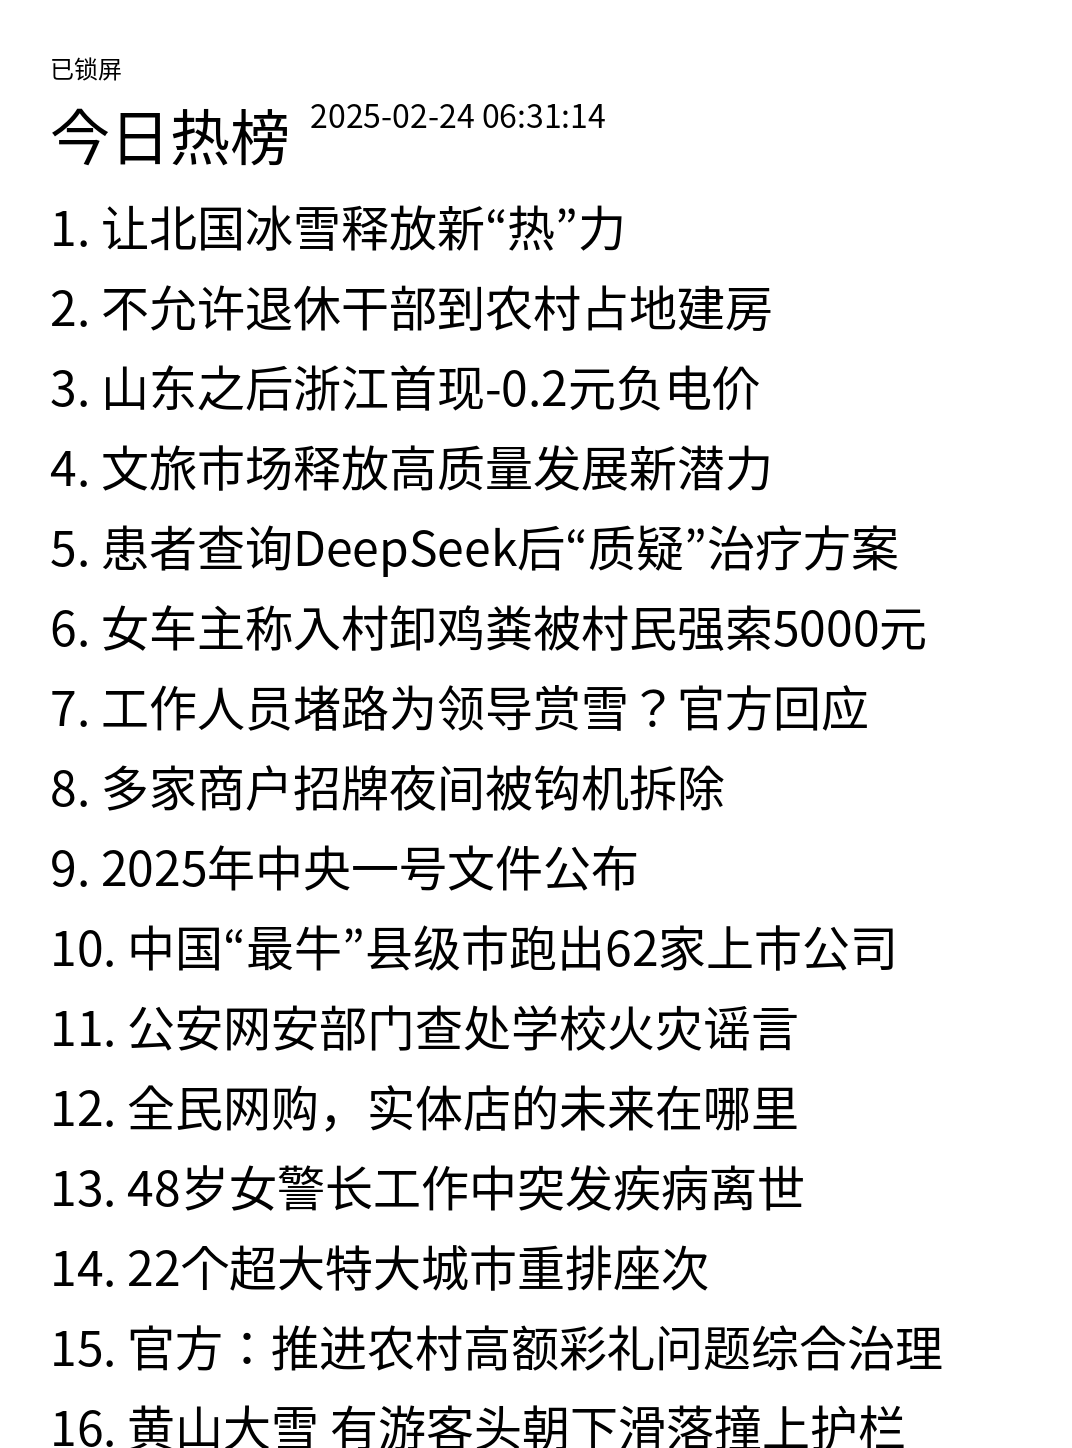 已锁屏
今日热榜 2025-02-24 06:31:14
1. 让北国冰雪释放新“热”力
2. 不允许退休干部到农村占地建房
3. 山东之后浙江首现-0.2元负电价
4. 文旅市场释放高质量发展新潜力
5. 患者查询DeepSeek后“质疑”治疗方案
6. 女车主称入村卸鸡粪被村民强索5000元
7. 工作人员堵路为领导赏雪？官方回应
8. 多家商户招牌夜间被钩机拆除
9. 2025年中央一号文件公布
10. 中国“最牛”县级市跑出62家上市公司
11. 公安网安部门查处学校火灾谣言
12. 全民网购，实体店的未来在哪里
13. 48岁女警长工作中突发疾病离世
14. 22个超大特大城市重排座次
15. 官方：推进农村高额彩礼问题综合治理
16. 黄山大雪 有游客头朝下滑落撞上护栏